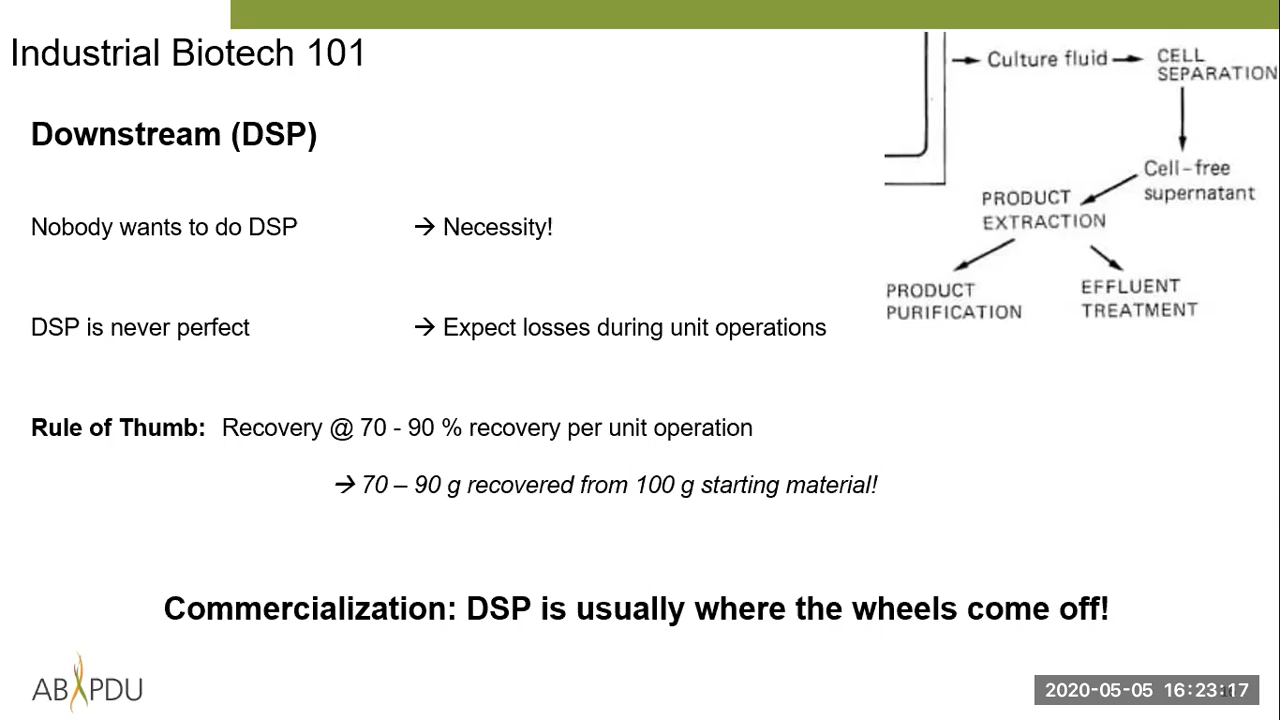 Industrial Biotech 101
Culture fluid
CELL
SEPARATION
Cell-free
supernatant
PRODUCT
EXTRACTION
PRODUCT
PURIFICATION
EFFLUENT
TREATMENT
Downstream (DSP)
Nobody wants to do DSP → Necessity!
DSP is never perfect → Expect losses during unit operations
Rule of Thumb: Recovery @ 70 - 90 % recovery per unit operation
→ 70 – 90 g recovered from 100 g starting material!
Commercialization: DSP is usually where the wheels come off!
AB PDU
2020-05-05 16:23:17